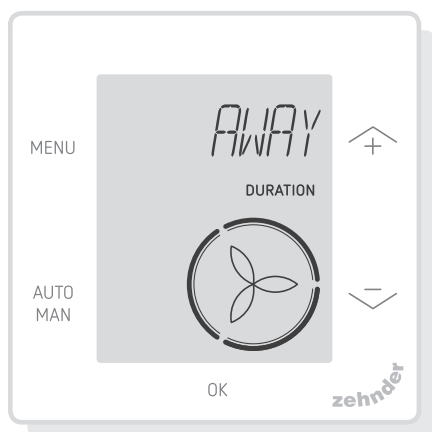 AWAY
MENU
+
DURATION
AUTO
MAN
−
OK
zehnder